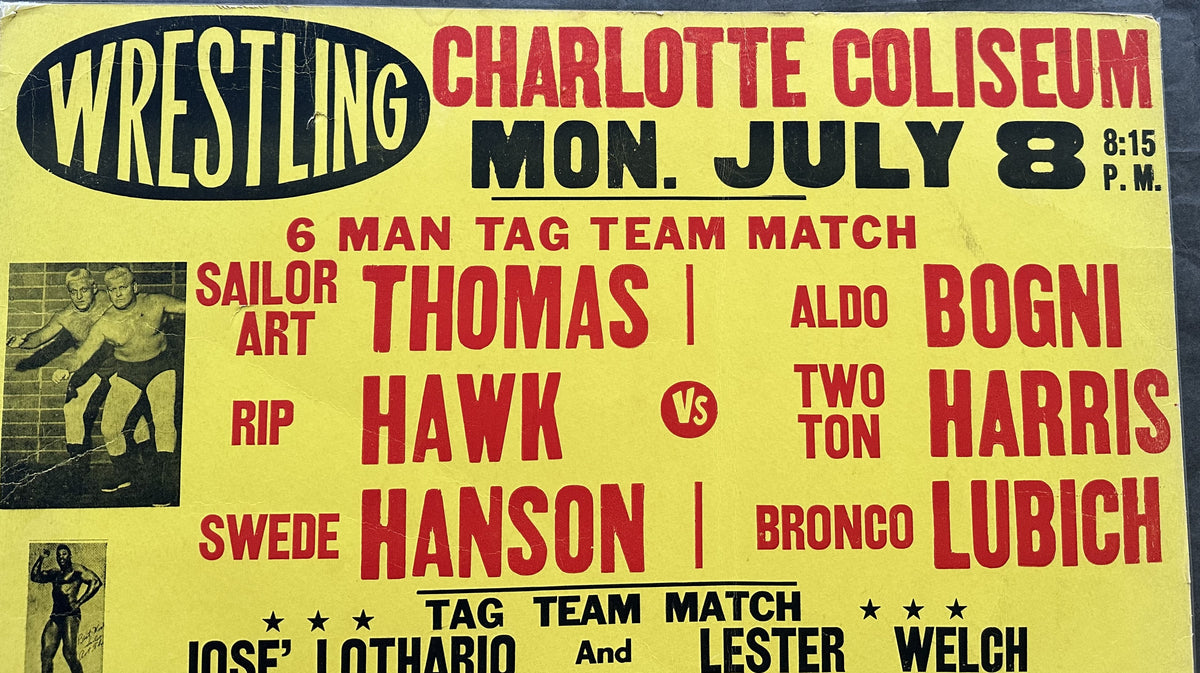 WRESTLING
CHARLOTTE COLISEUM
MON. JULY 8 8:15 P. M.
6 MAN TAG TEAM MATCH
SAILOR ART THOMAS | ALDO BOGNI
RIP HAWK VS TWO TON HARRIS
SWEDE HANSON | BRONCO LUBICH
★ ★ ★ TAG TEAM MATCH ★ ★ ★
JOSE' LOTHARIO And LESTER WELCH